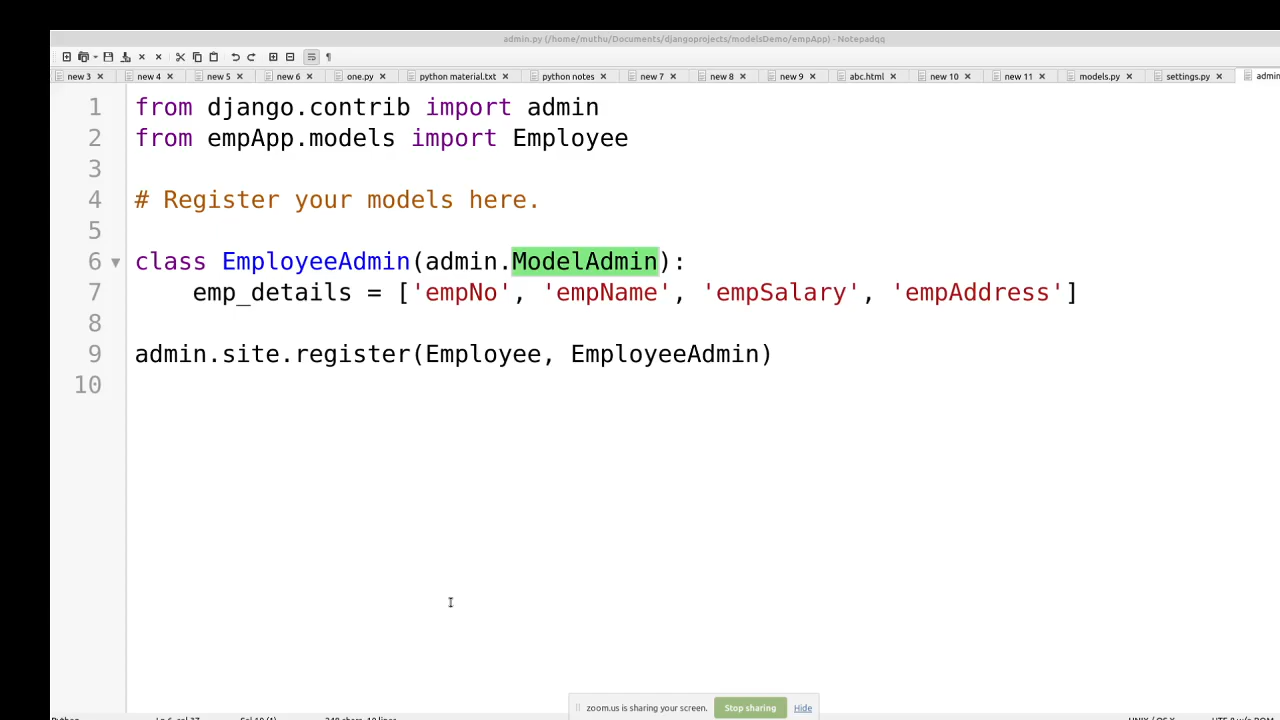 admin.py (/home/muthu/Documents/djangoprojects/modelsDemo/empApp) - Notepadqq
new 3 new 4 new 5 new 6 one.py python material.txt python notes new 7 new 8 new 9 abc.html new 10 new 11 models.py settings.py admin
1 from django.contrib import admin
2 from empApp.models import Employee
3
4 # Register your models here.
5
6 class EmployeeAdmin(admin.ModelAdmin):
7 emp_details = ['empNo', 'empName', 'empSalary', 'empAddress']
8
9 admin.site.register(Employee, EmployeeAdmin)
10
zoom.us is sharing your screen. Stop sharing Hide